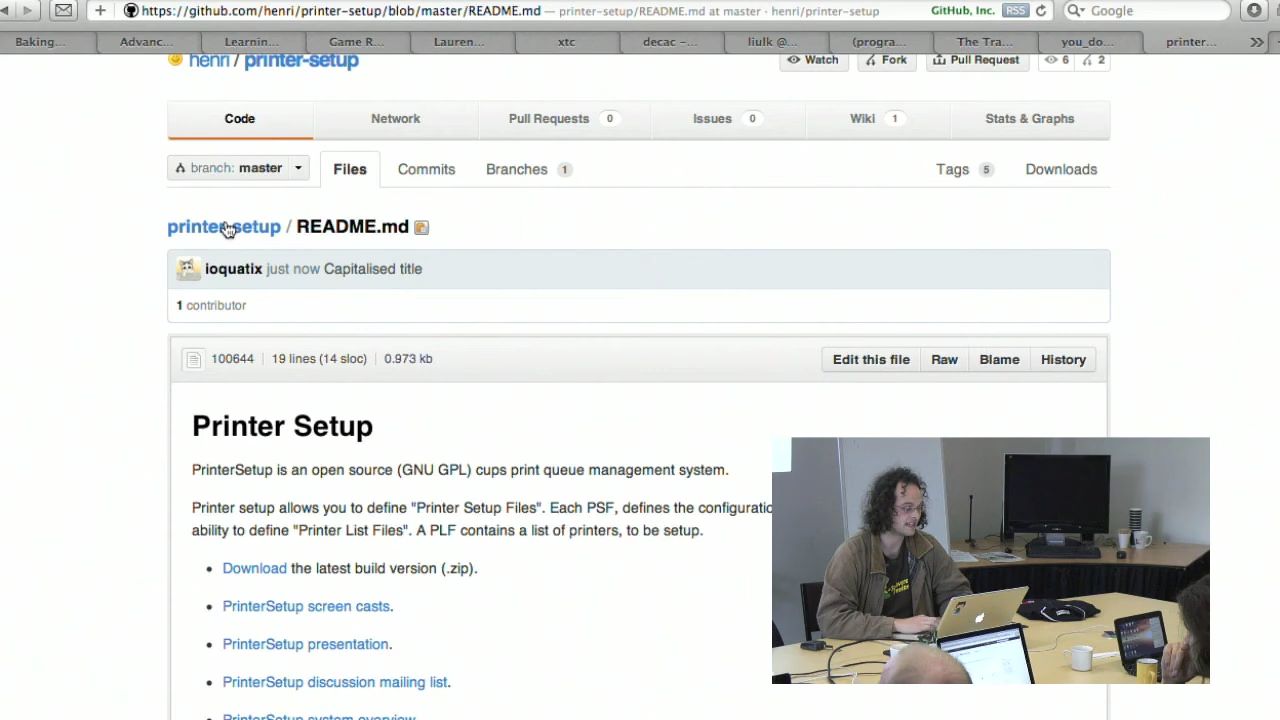 https://github.com/henri/printer-setup/blob/master/README.md — printer-setup/README.md at master · henri/printer-setup GitHub, Inc. RSS Google
Baking... Advanc... Learnin... Game R... Lauren... xtc decac –... liulk @... (progra... The Tra... you_do... printer...
henri / printer-setup Watch Fork Pull Request 6 2
Code Network Pull Requests 0 Issues 0 Wiki 1 Stats & Graphs
branch: master Files Commits Branches 1 Tags 5 Downloads
printer-setup / README.md
ioquatix just now Capitalised title
1 contributor
100644 19 lines (14 sloc) 0.973 kb Edit this file Raw Blame History
Printer Setup
PrinterSetup is an open source (GNU GPL) cups print queue management system.
Printer setup allows you to define "Printer Setup Files". Each PSF, defines the configuratio
ability to define "Printer List Files". A PLF contains a list of printers, to be setup.
Download the latest build version (.zip).
PrinterSetup screen casts.
PrinterSetup presentation.
PrinterSetup discussion mailing list.
PrinterSetup system overview